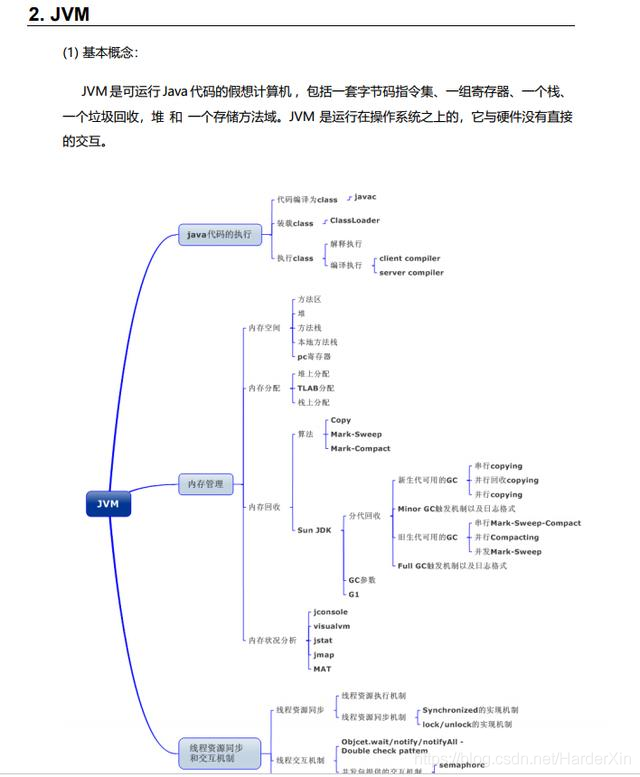 2. JVM
(1) 基本概念：
JVM 是可运行 Java 代码的假想计算机 ，包括一套字节码指令集、一组寄存器、一个栈、
一个垃圾回收，堆 和 一个存储方法域。JVM 是运行在操作系统之上的，它与硬件没有直接
的交互。
代码编译为class
javac
java代码的执行
装载class
ClassLoader
执行class
解释执行
编译执行
client compiler
server compiler
内存空间
方法区
堆
方法栈
本地方法栈
pc寄存器
内存分配
堆上分配
TLAB分配
栈上分配
JVM
内存管理
内存回收
算法
Copy
Mark-Sweep
Mark-Compact
Sun JDK
分代回收
新生代可用的GC
串行copying
并行回收copying
并行copying
Minor GC触发机制以及日志格式
旧生代可用的GC
串行Mark-Sweep-Compact
并行Compacting
并发Mark-Sweep
Full GC触发机制以及日志格式
GC参数
G1
内存状况分析
jconsole
visualvm
jstat
jmap
MAT
线程资源同步
和交互机制
线程资源同步
线程资源执行机制
线程资源同步机制
Synchronized的实现机制
lock/unlock的实现机制
线程交互机制
Objcet.wait/notify/notifyAll -
Double check pattem
并发包提供的交互机制
semaphore
https://blog.csdn.net/HarderXin